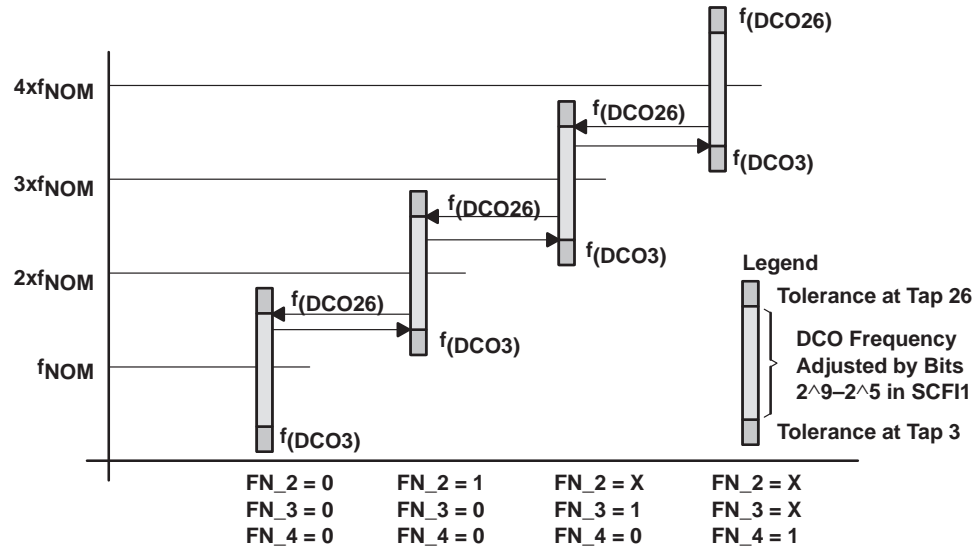 f(DCO26)
4xfNOM
f(DCO26)
f(DCO3)
3xfNOM
f(DCO26)
f(DCO3)
2xfNOM
f(DCO26)
f(DCO3)
fNOM
f(DCO3)
Legend
Tolerance at Tap 26
DCO Frequency
Adjusted by Bits
2^9–2^5 in SCFI1
Tolerance at Tap 3
FN_2 = 0
FN_3 = 0
FN_4 = 0
FN_2 = 1
FN_3 = 0
FN_4 = 0
FN_2 = X
FN_3 = 1
FN_4 = 0
FN_2 = X
FN_3 = X
FN_4 = 1